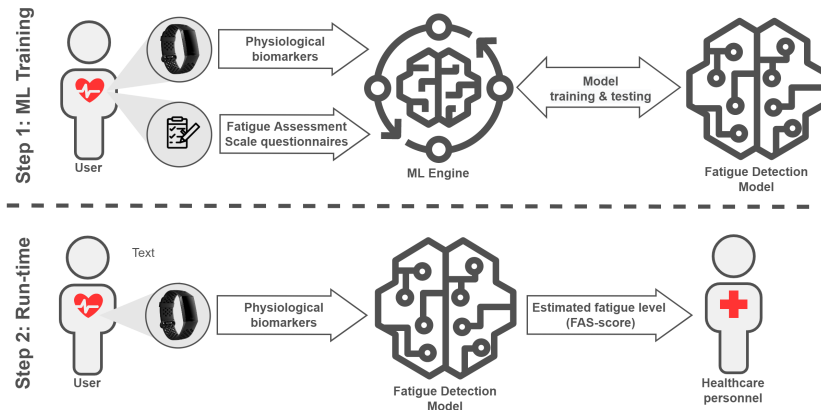 Step 1: ML Training
Physiological
biomarkers
Fatigue Assessment
Scale questionnaires
User
ML Engine
Model
training & testing
Fatigue Detection
Model
Step 2: Run-time
Text
Physiological
biomarkers
User
Fatigue Detection
Model
Estimated fatigue level
(FAS-score)
Healthcare
personnel